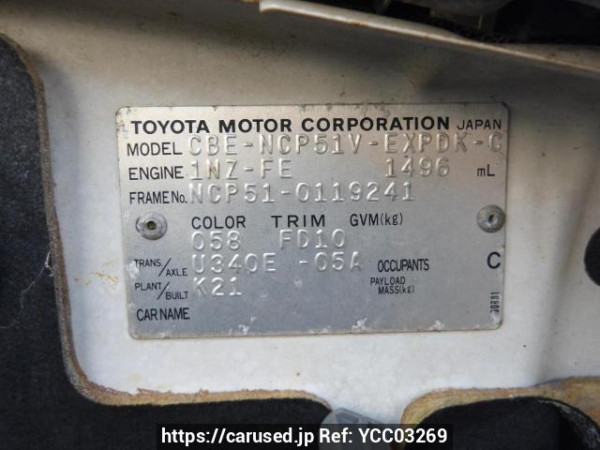 TOYOTA MOTOR CORPORATION JAPAN
MODEL CBE-NCP51V-EXPDK-C
ENGINE 1NZ-FE 1496 mL
FRAME No. NCP51-0119241
COLOR TRIM GVM(kg)
058 FD10
TRANS./AXLE U340E -05A OCCUPANTS C
PLANT/BUILT K21 PAYLOAD MASS(kg)
CAR NAME
https://carused.jp Ref: YCC03269